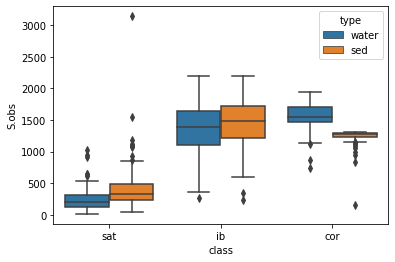 type
water
sed
3000
2500
2000
1500
1000
500
0
S.obs
sat
ib
cor
class